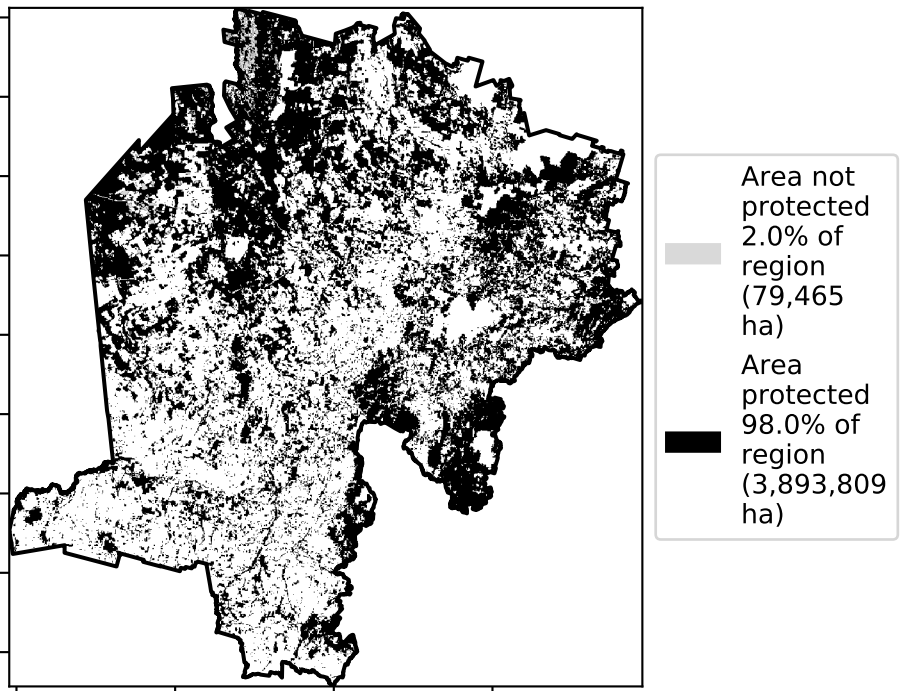 Area not
protected
2.0% of
region
(79,465
ha)
Area
protected
98.0% of
region
(3,893,809
ha)